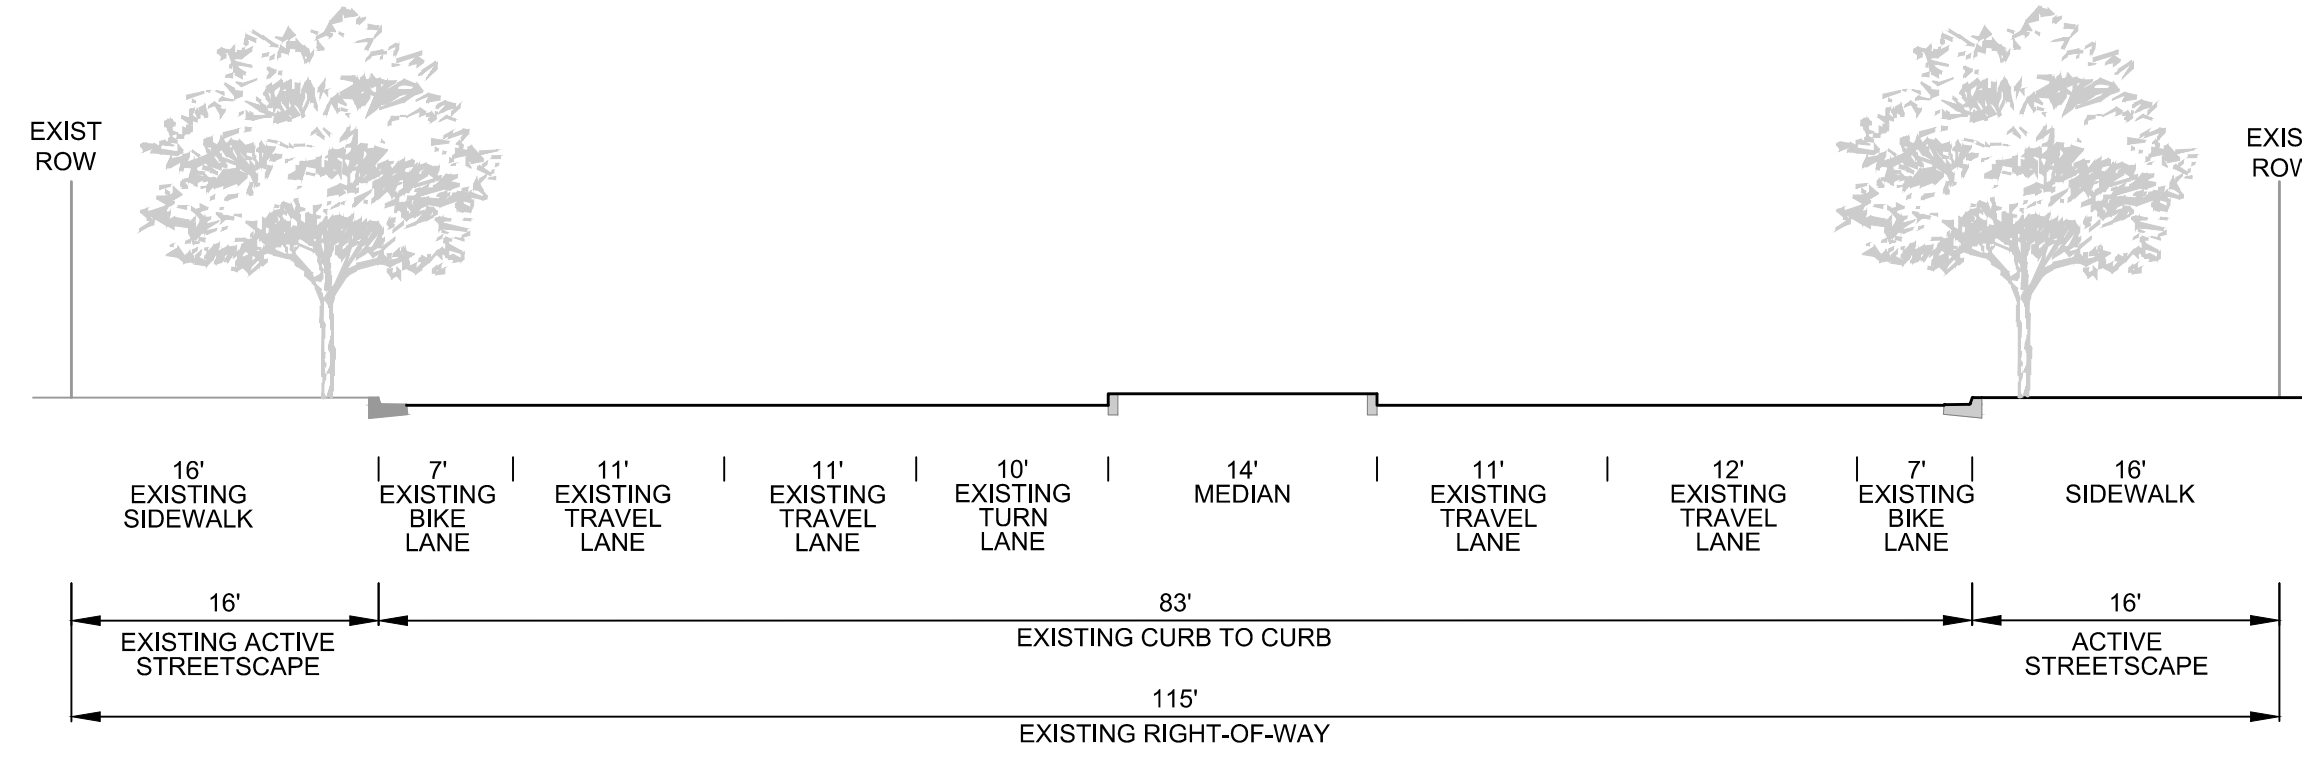 EXIST
ROW
EXIS
ROW
16'
EXISTING
SIDEWALK
7'
EXISTING
BIKE
LANE
11'
EXISTING
TRAVEL
LANE
11'
EXISTING
TRAVEL
LANE
10'
EXISTING
TURN
LANE
14'
MEDIAN
11'
EXISTING
TRAVEL
LANE
12'
EXISTING
TRAVEL
LANE
7'
EXISTING
BIKE
LANE
16'
SIDEWALK
16'
EXISTING ACTIVE
STREETSCAPE
83'
EXISTING CURB TO CURB
16'
ACTIVE
STREETSCAPE
115'
EXISTING RIGHT-OF-WAY